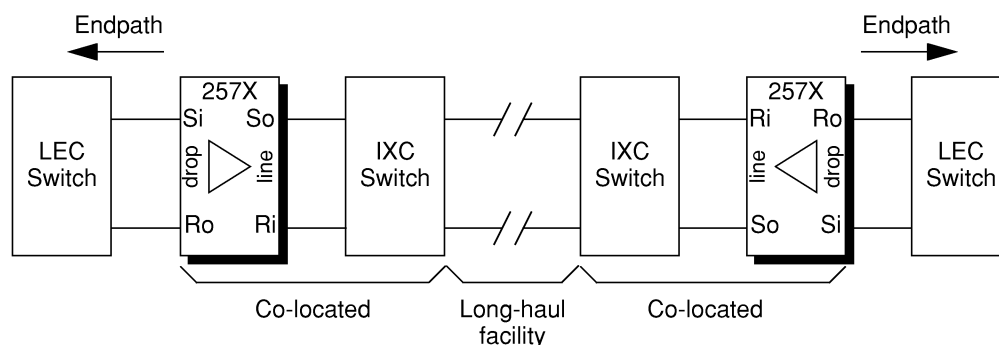 Endpath
Endpath
257X
257X
Si So
Ri Ro
LEC
Switch
drop
line
IXC
Switch
IXC
Switch
line
drop
LEC
Switch
Ro Ri
So Si
Co-located
Long-haul
facility
Co-located